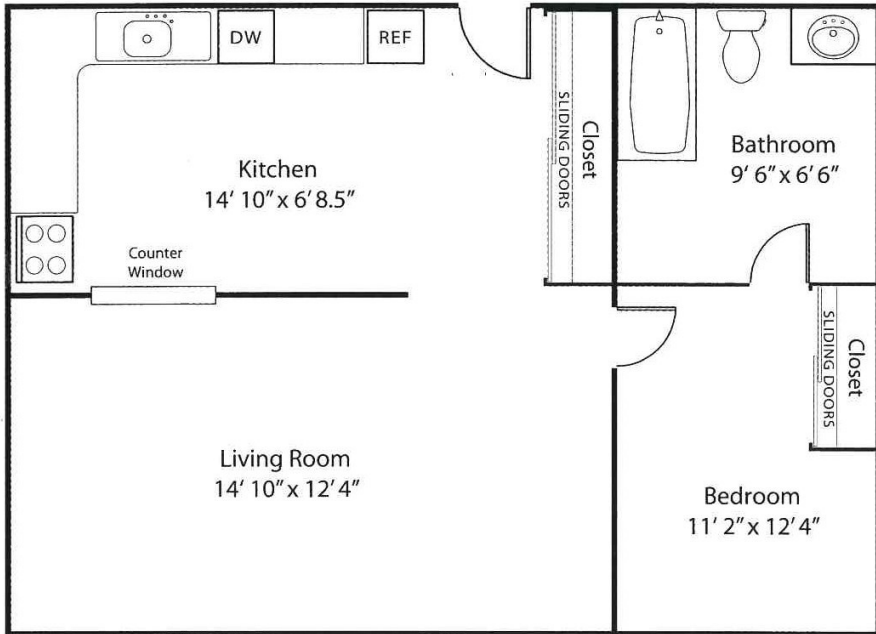 DW
REF
Kitchen
14' 10" x 6' 8.5"
Counter
Window
SLIDING DOORS
Closet
Bathroom
9' 6" x 6' 6"
SLIDING DOORS
Closet
Living Room
14' 10" x 12' 4"
Bedroom
11' 2" x 12' 4"